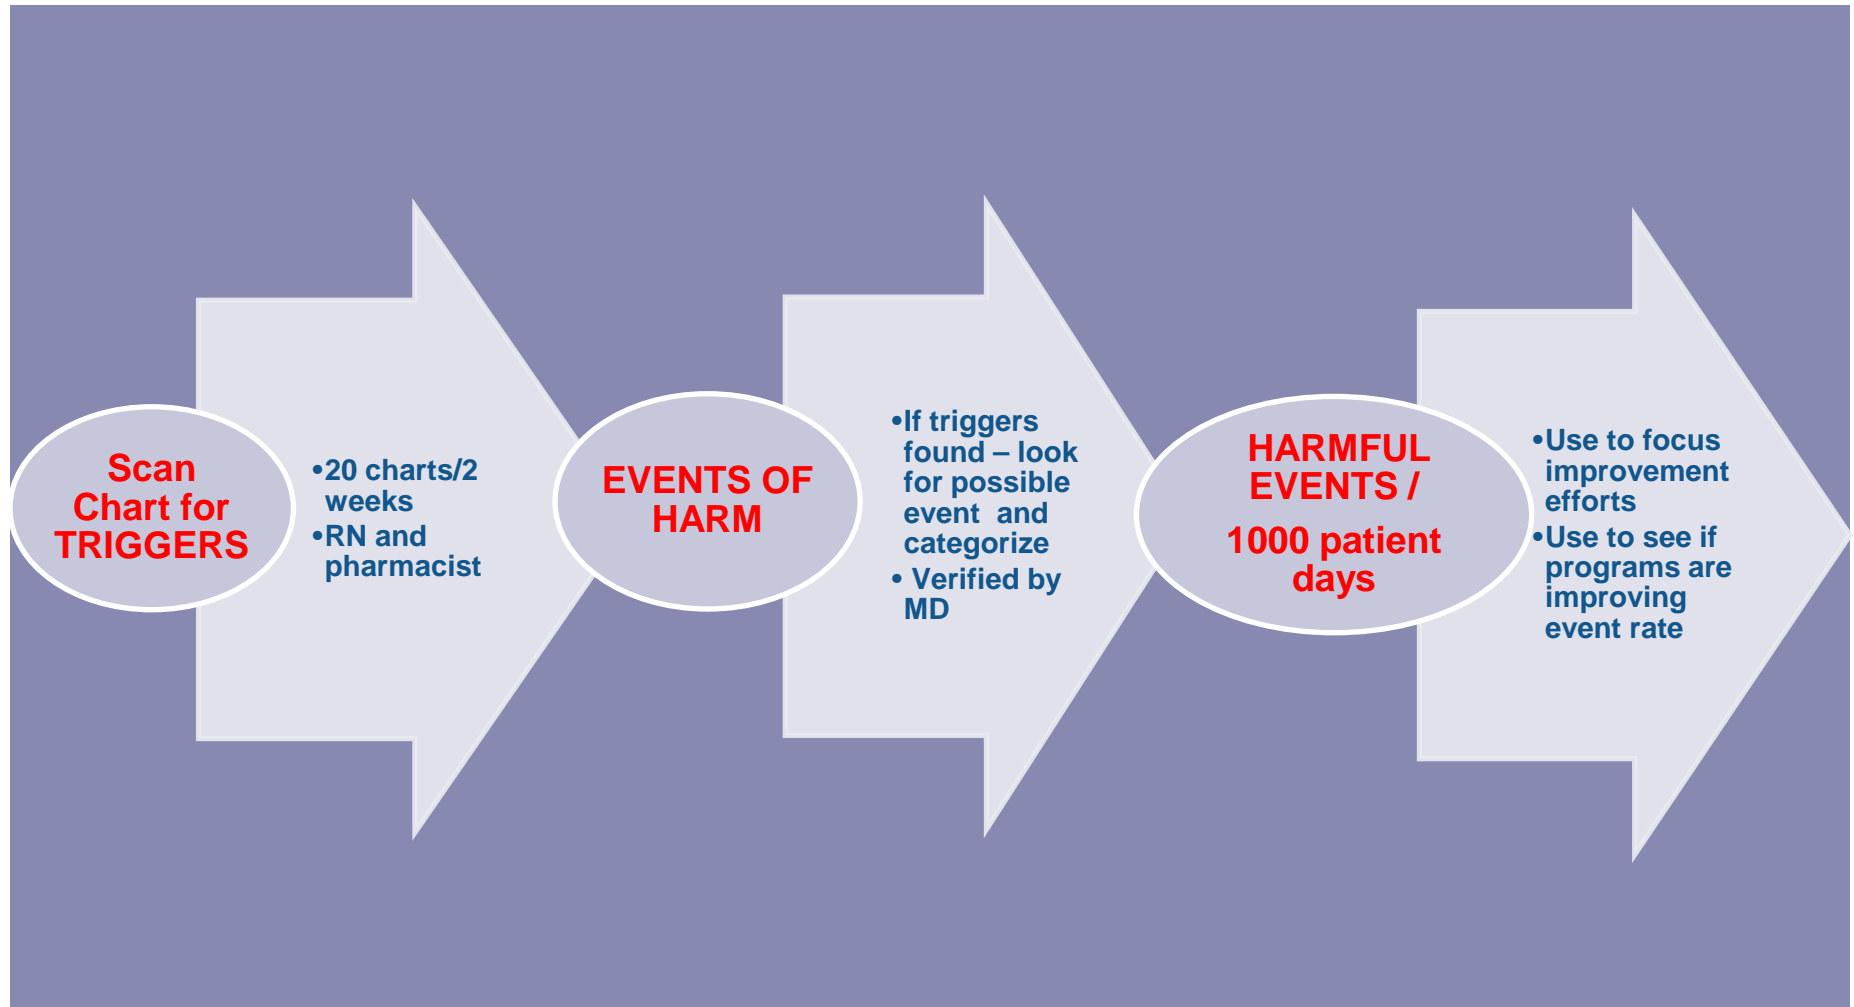 Scan
Chart for
TRIGGERS
•20 charts/2
weeks
•RN and
pharmacist
EVENTS OF
HARM
•If triggers
found – look
for possible
event and
categorize
• Verified by
MD
HARMFUL
EVENTS /
1000 patient
days
•Use to focus
improvement
efforts
•Use to see if
programs are
improving
event rate